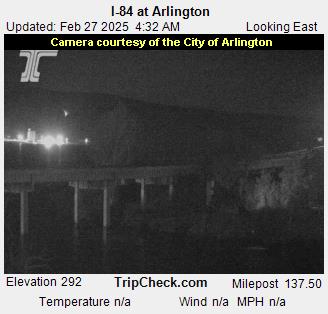 I-84 at Arlington
Updated: Feb 27 2025 4:32 AM Looking East
Camera courtesy of the City of Arlington
Elevation 292 TripCheck.com Milepost 137.50
Temperature n/a Wind n/a MPH n/a